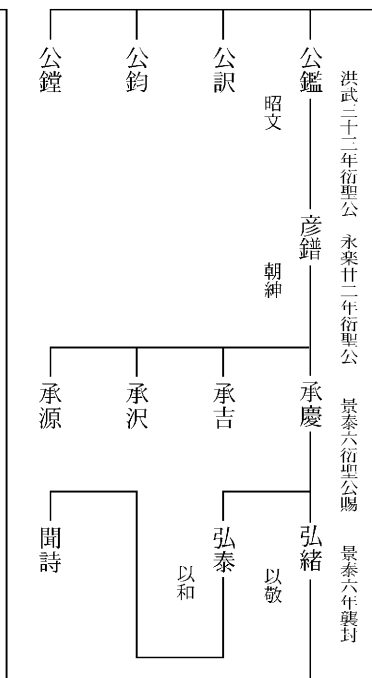 洪武三十二年衍聖公
永楽廿二年衍聖公
景泰六衍聖公賜
景泰六年襲封
公鑑
昭文
彦鐠
朝紳
承慶
弘緒
以敬
公訳
承吉
弘泰
以和
公鈞
承沢
公鏜
承源
聞詩